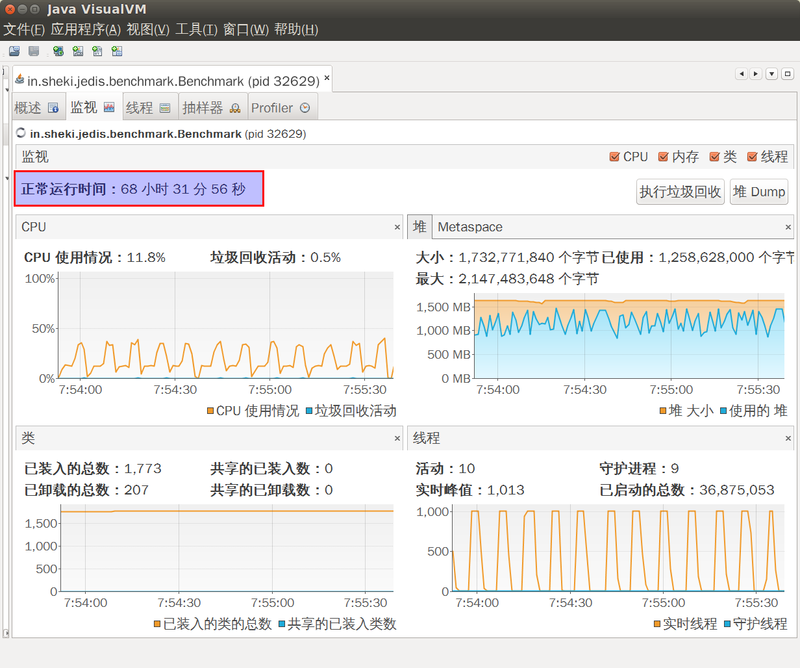 Java VisualVM
文件(F) 应用程序(A) 视图(V) 工具(T) 窗口(W) 帮助(H)
in.sheki.jedis.benchmark.Benchmark (pid 32629)
概述 监视 线程 抽样器 Profiler
in.sheki.jedis.benchmark.Benchmark (pid 32629)
监视 CPU 内存 类 线程
正常运行时间：68 小时 31 分 56 秒 执行垃圾回收 堆 Dump
CPU
CPU 使用情况：11.8% 垃圾回收活动：0.5%
100%
50%
0%
7:54:00 7:54:30 7:55:00 7:55:30
CPU 使用情况 垃圾回收活动
堆 Metaspace
大小：1,732,771,840 个字节 已使用：1,258,628,000 个字节
最大：2,147,483,648 个字节
1,500 MB
1,000 MB
500 MB
0 MB
7:54:00 7:54:30 7:55:00 7:55:30
堆 大小 使用的 堆
类
已装入的总数：1,773 共享的已装入数：0
已卸载的总数：207 共享的已卸载数：0
1,500
1,000
500
0
7:54:00 7:54:30 7:55:00 7:55:30
已装入的类的总数 共享的已装入类数
线程
活动：10 守护进程：9
实时峰值：1,013 已启动的总数：36,875,053
1,000
500
0
7:54:00 7:54:30 7:55:00 7:55:30
实时线程 守护线程